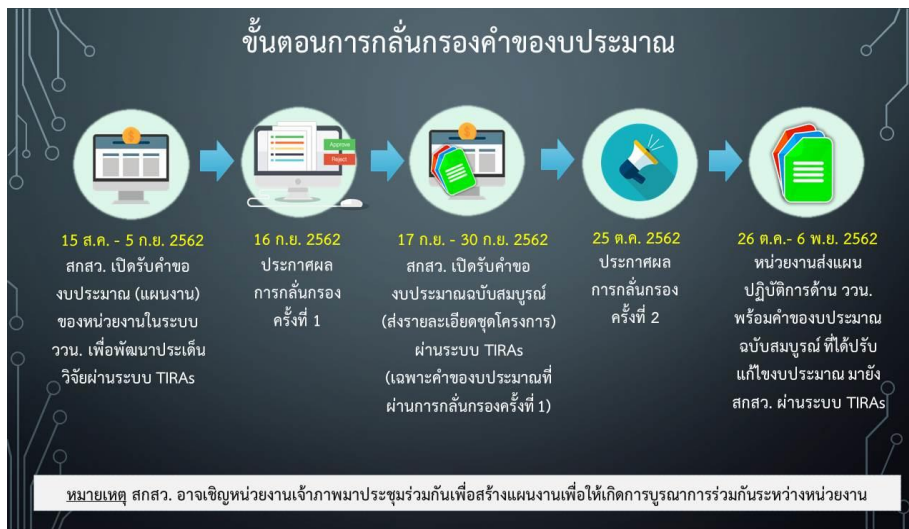 ขั้นตอนการกลั่นกรองคำของบประมาณ
Approve
Reject
15 ส.ค. - 5 ก.ย. 2562
สกสว. เปิดรับคำขอ
งบประมาณ (แผนงาน)
ของหน่วยงานในระบบ
ววน. เพื่อพัฒนาประเด็น
วิจัยผ่านระบบ TIRAs
16 ก.ย. 2562
ประกาศผล
การกลั่นกรอง
ครั้งที่ 1
17 ก.ย. - 30 ก.ย. 2562
สกสว. เปิดรับคำขอ
งบประมาณฉบับสมบูรณ์
(ส่งรายละเอียดชุดโครงการ)
ผ่านระบบ TIRAs
(เฉพาะคำของบประมาณที่
ผ่านการกลั่นกรองครั้งที่ 1)
25 ต.ค. 2562
ประกาศผล
การกลั่นกรอง
ครั้งที่ 2
26 ต.ค.- 6 พ.ย. 2562
หน่วยงานส่งแผน
ปฏิบัติการด้าน ววน.
พร้อมคำของบประมาณ
ฉบับสมบูรณ์ ที่ได้ปรับ
แก้ไขงบประมาณ มายัง
สกสว. ผ่านระบบ TIRAs
หมายเหตุ สกสว. อาจเชิญหน่วยงานเจ้าภาพมาประชุมร่วมกันเพื่อสร้างแผนงานเพื่อให้เกิดการบูรณาการร่วมกันระหว่างหน่วยงาน